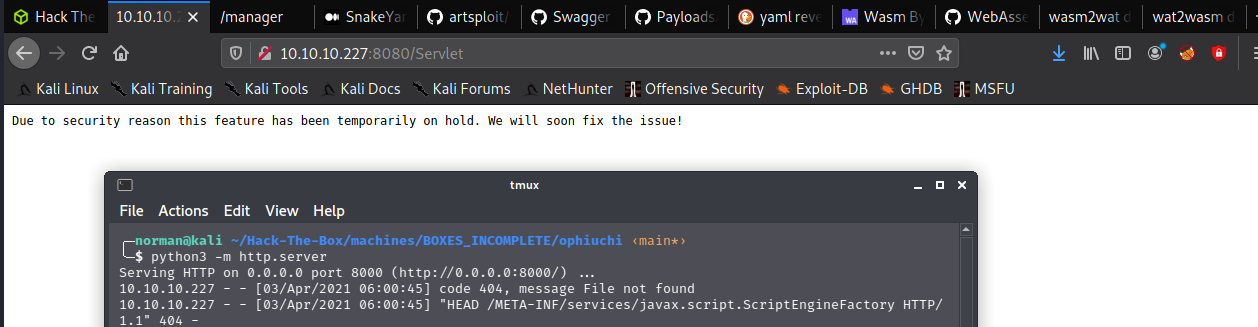 Hack The 10.10.10.2 /manager SnakeYar artsploit/ Swagger Payloads yaml reve Wasm By WebAsse wasm2wat d wat2wasm d
10.10.10.227:8080/Servlet
Kali Linux Kali Training Kali Tools Kali Docs Kali Forums NetHunter Offensive Security Exploit-DB GHDB MSFU
Due to security reason this feature has been temporarily on hold. We will soon fix the issue!
tmux
File Actions Edit View Help
norman@kali ~/Hack-The-Box/machines/BOXES_INCOMPLETE/ophiuchi ‹main*›
$ python3 -m http.server
Serving HTTP on 0.0.0.0 port 8000 (http://0.0.0.0:8000/) ...
10.10.10.227 - - [03/Apr/2021 06:00:45] code 404, message File not found
10.10.10.227 - - [03/Apr/2021 06:00:45] "HEAD /META-INF/services/javax.script.ScriptEngineFactory HTTP/
1.1" 404 -